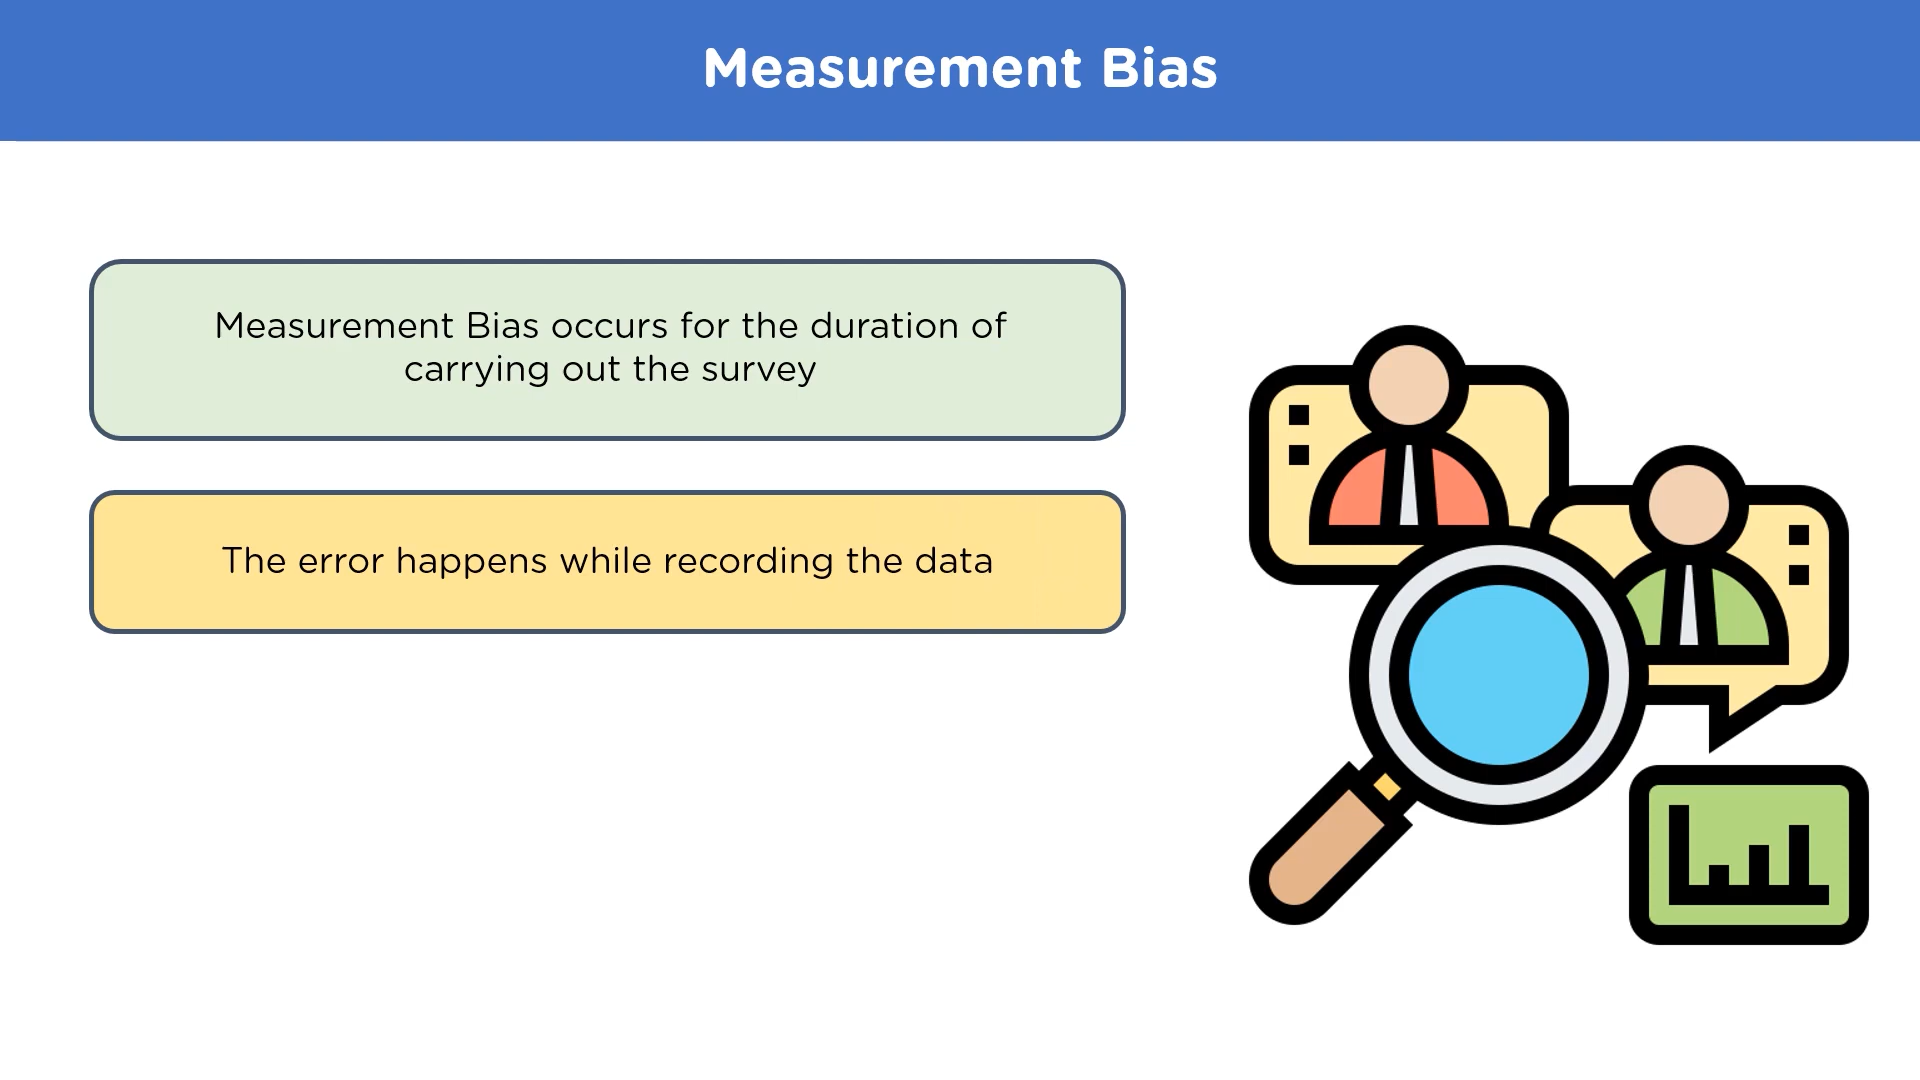 Measurement Bias
Measurement Bias occurs for the duration of
carrying out the survey
The error happens while recording the data